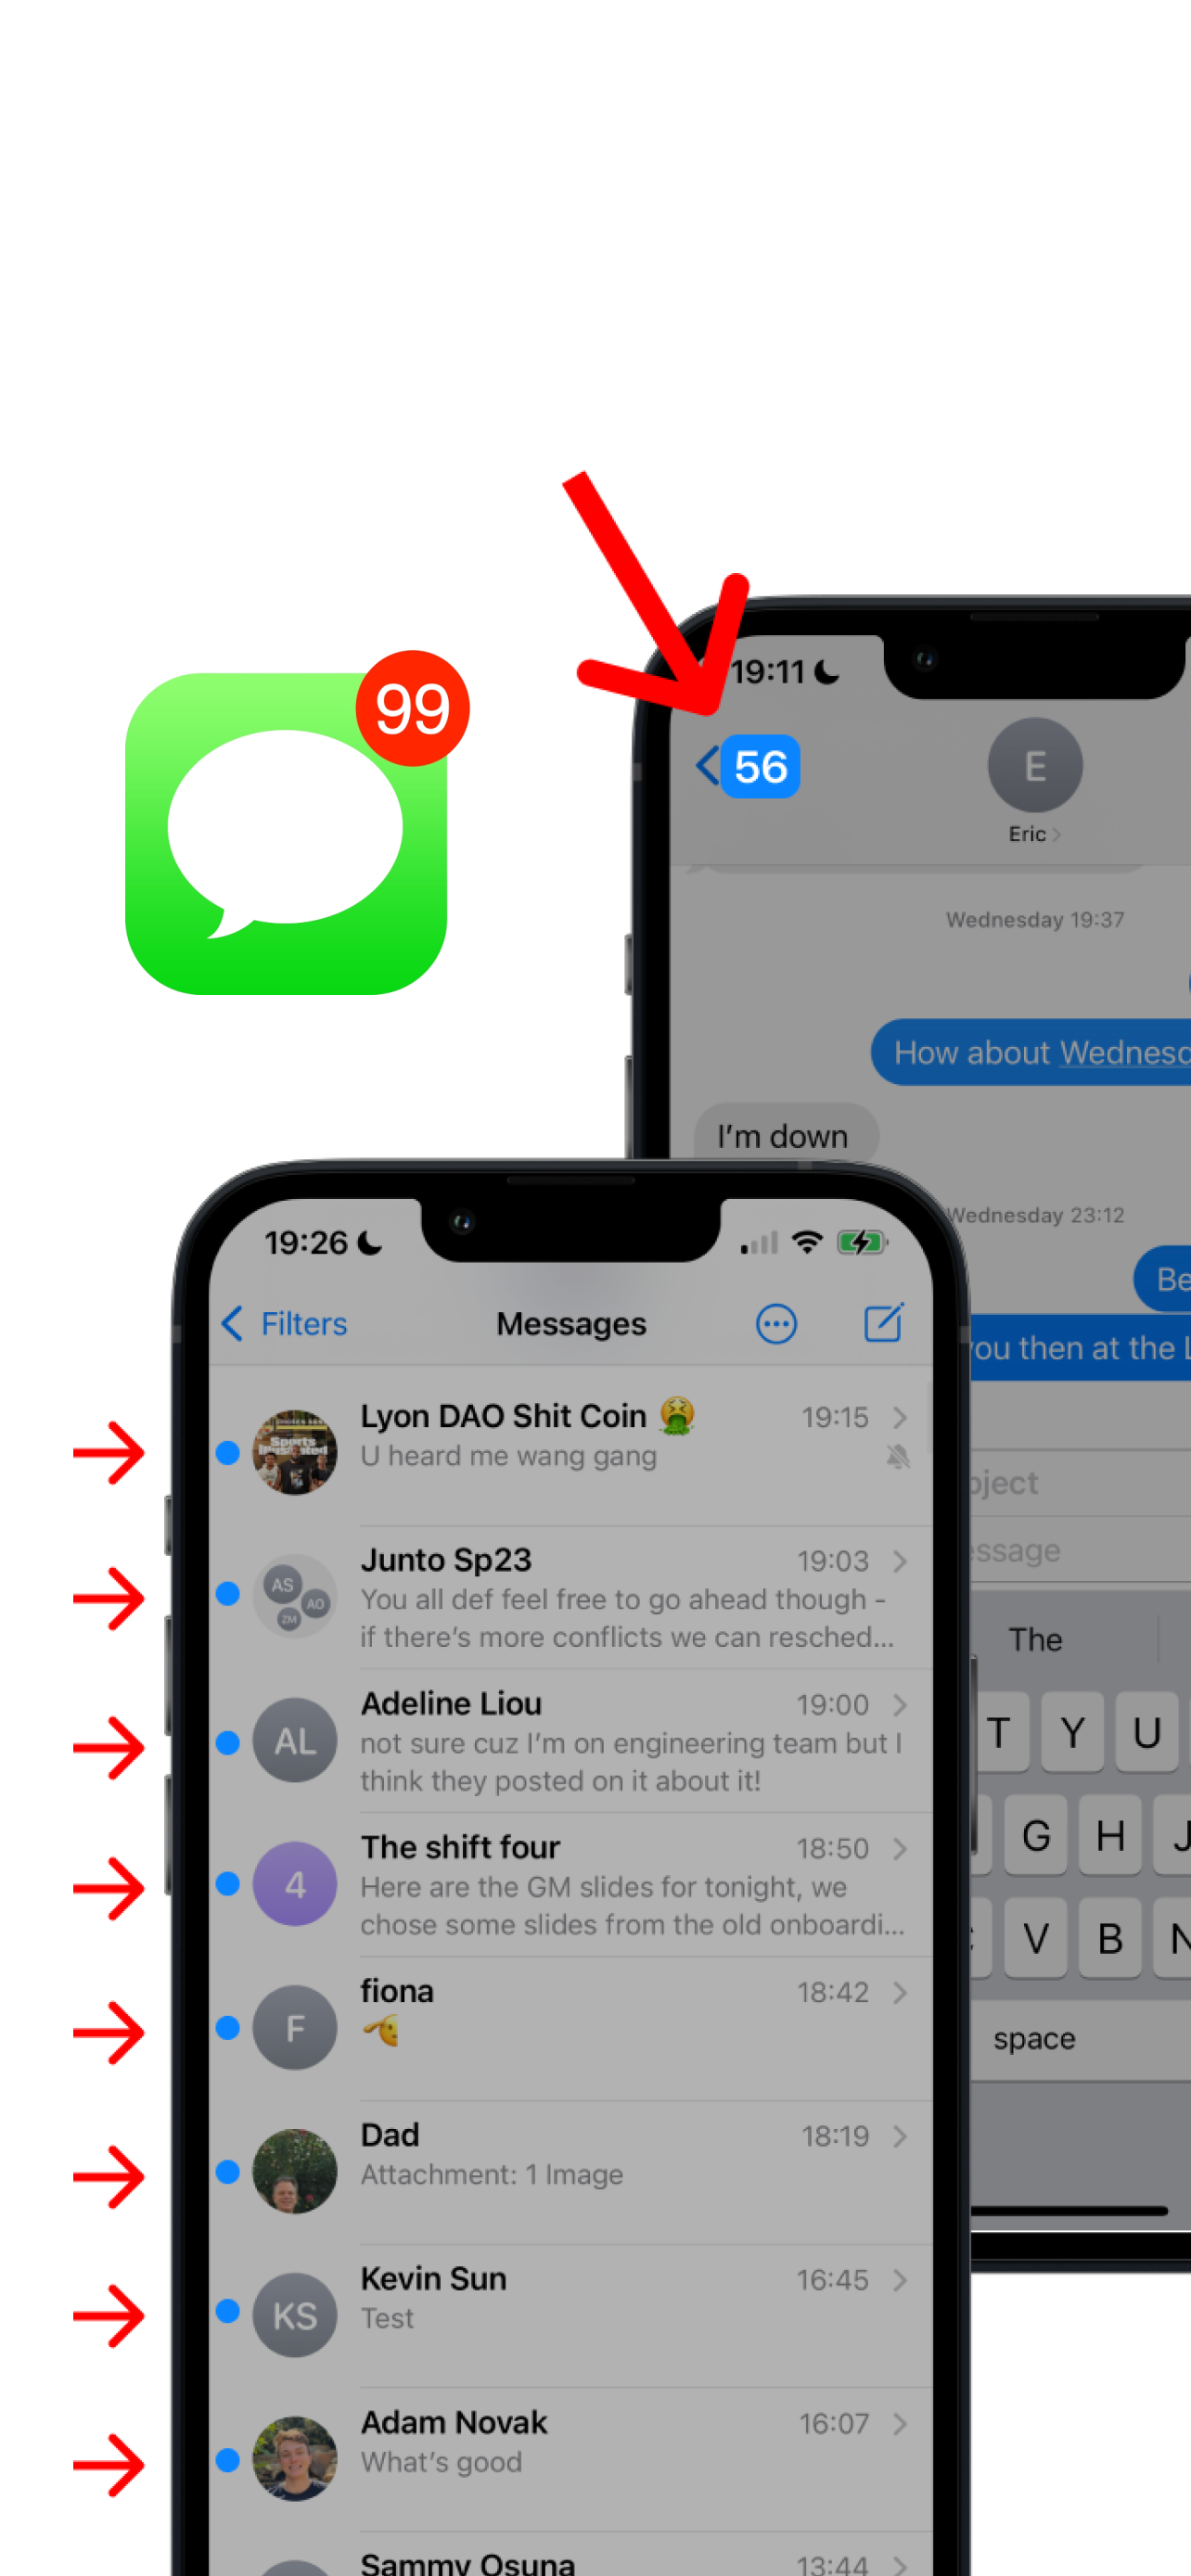 99
19:11
56
E
Eric
Wednesday 19:37
How about Wednesd
I'm down
Wednesday 23:12
Be
you then at the L
bject
essage
The
T Y U
G H J
V B N
space
19:26
Filters
Messages
Lyon DAO Shit Coin 🤮
19:15
Sports Illustrated
U heard me wang gang
Junto Sp23
19:03
AS
AO
ZM
You all def feel free to go ahead though -
if there's more conflicts we can resched...
Adeline Liou
19:00
AL
not sure cuz I'm on engineering team but I
think they posted on it about it!
The shift four
18:50
4
Here are the GM slides for tonight, we
chose some slides from the old onboardi...
fiona
18:42
F
Dad
18:19
Attachment: 1 Image
Kevin Sun
16:45
KS
Test
Adam Novak
16:07
What's good
Sammy Osuna
13:44